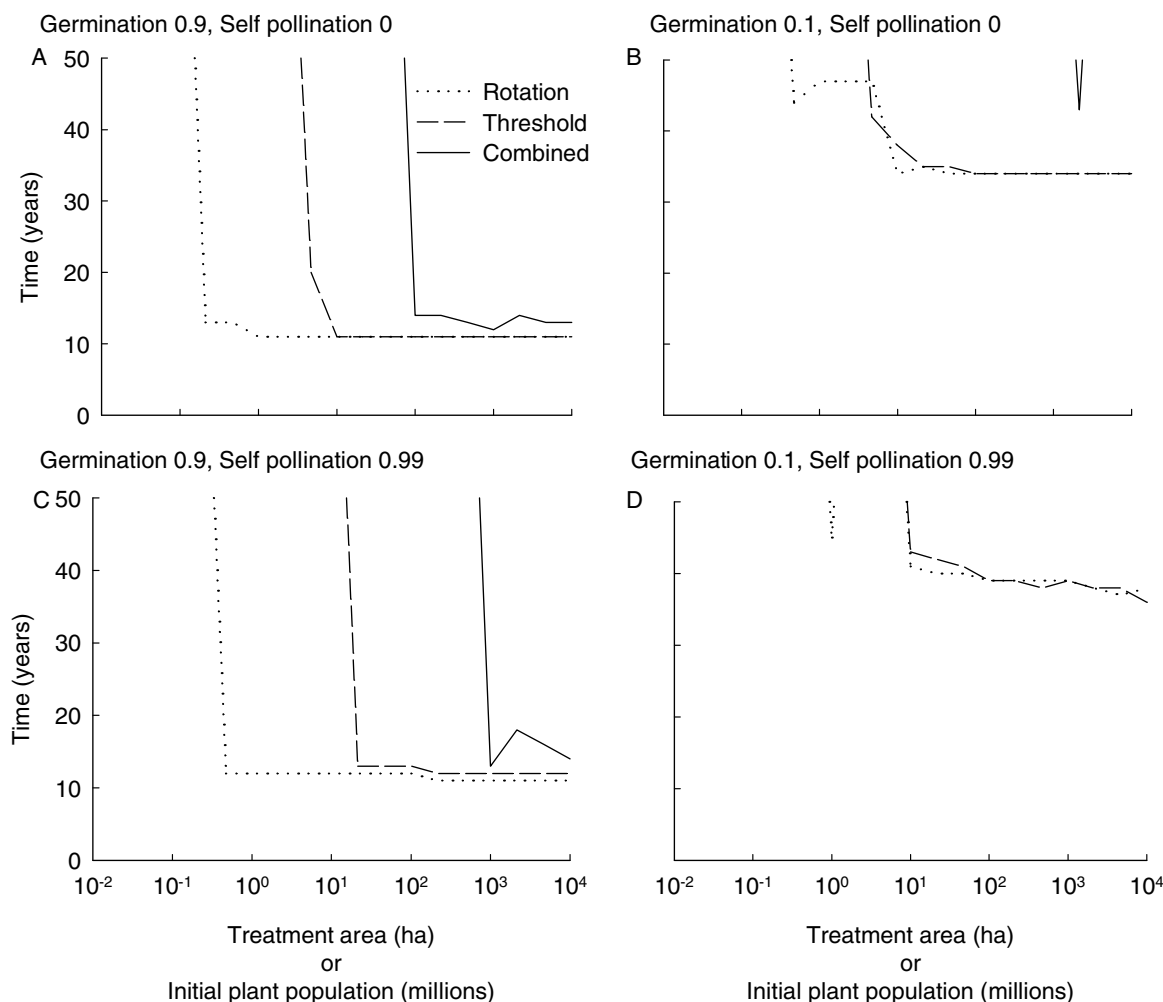 Germination 0.9, Self pollination 0
Germination 0.1, Self pollination 0
A
50
40
30
20
10
0
Time (years)
Rotation
Threshold
Combined
B
Germination 0.9, Self pollination 0.99
Germination 0.1, Self pollination 0.99
C
50
40
30
20
10
0
Time (years)
D
10⁻² 10⁻¹ 10⁰ 10¹ 10² 10³ 10⁴
10⁻² 10⁻¹ 10⁰ 10¹ 10² 10³ 10⁴
Treatment area (ha)
or
Initial plant population (millions)
Treatment area (ha)
or
Initial plant population (millions)